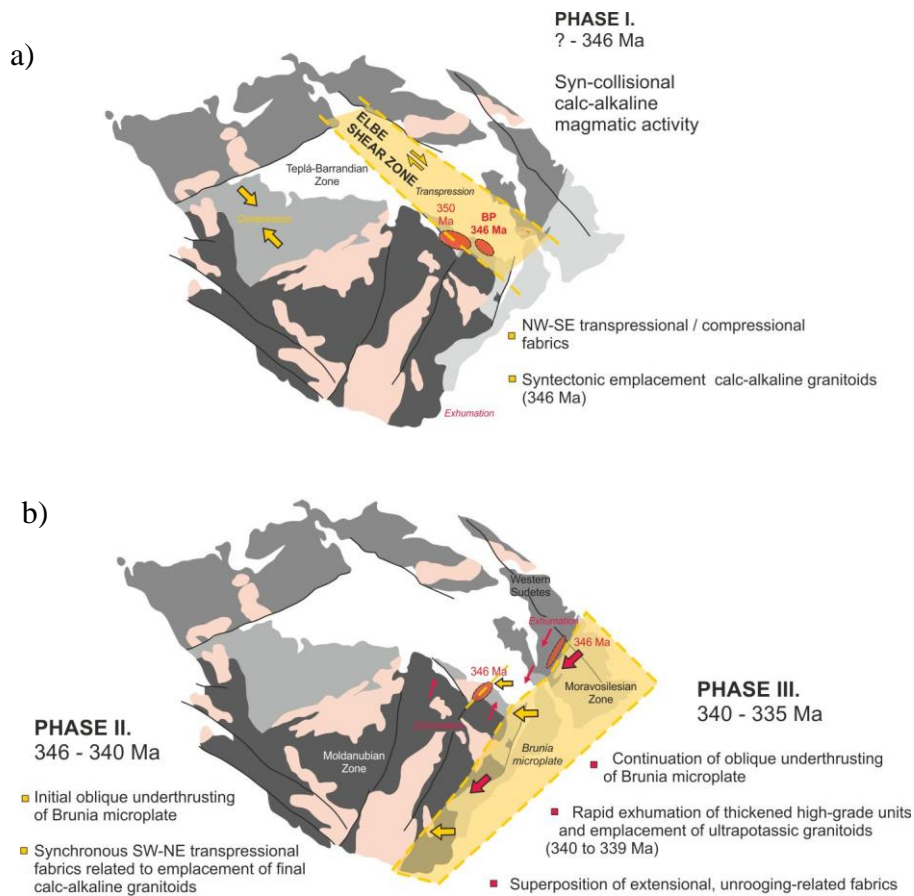 a)
PHASE I.
? - 346 Ma
Syn-collisional
calc-alkaline
magmatic activity
ELBE
SHEAR ZONE
Teplá-Barrandian
Zone
Transpression
Compression
350
Ma
BP
346 Ma
NW-SE transpressional / compressional
fabrics
Syntectonic emplacement calc-alkaline granitoids
(346 Ma)
Exhumation
b)
Western
Sudetes
Exhumation
346 Ma
346 Ma
Moravosilesian
Zone
PHASE III.
340 - 335 Ma
PHASE II.
346 - 340 Ma
Moldanubian
Zone
Brunia
microplate
Continuation of oblique underthrusting
of Brunia microplate
Initial oblique underthrusting
of Brunia microplate
Rapid exhumation of thickened high-grade units
and emplacement of ultrapotassic granitoids
(340 to 339 Ma)
Synchronous SW-NE transpressional
fabrics related to emplacement of final
calc-alkaline granitoids
Superposition of extensional, unrooging-related fabrics